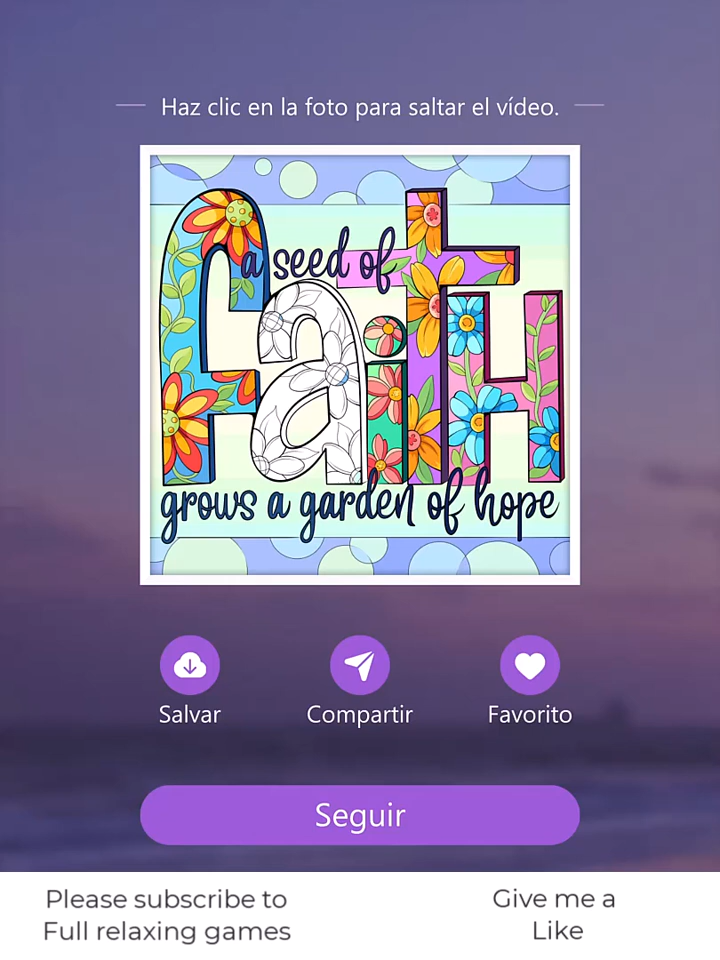 Haz clic en la foto para saltar el vídeo.
a seed of
FaitH
grows a garden of hope
Salvar
Compartir
Favorito
Seguir
Please subscribe to
Full relaxing games
Give me a
Like